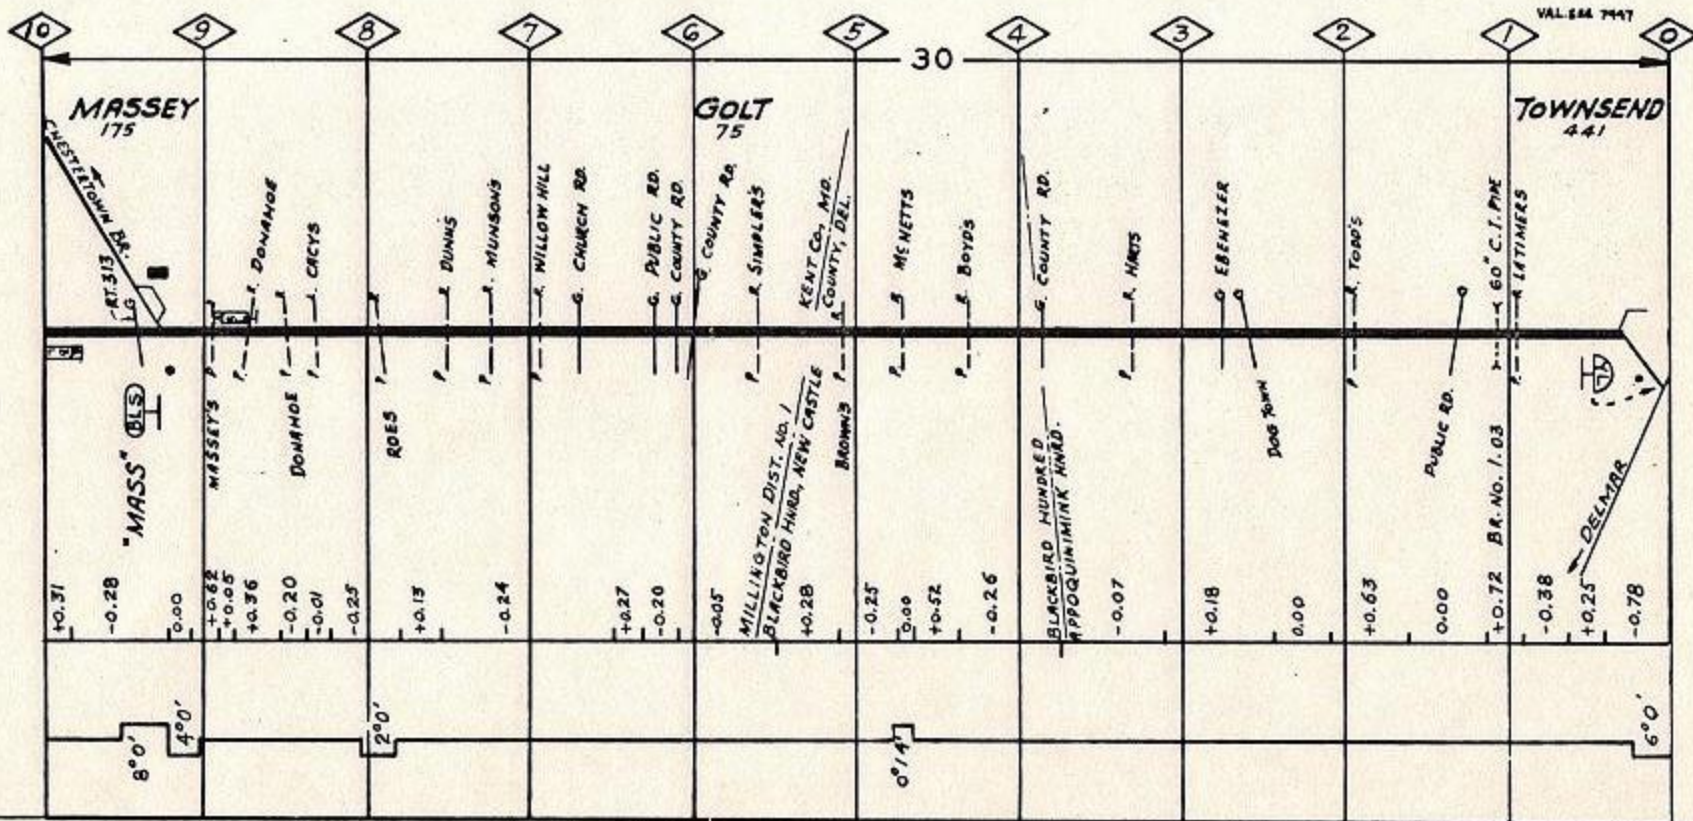 VAL. SEC 7447
10 9 8 7 6 5 4 3 2 1 0
30
MASSEY
175
GOLT
75
TOWNSEND
441
CHESTERTOWN BR.
RT. 313
G
R. DONAHOE
R
R. CACYS
R
R. DUNNS
R. MUNSONS
R. WILLOW HILL
G. CHURCH RD.
G. PUBLIC RD.
G. COUNTY RD.
G. COUNTY RD.
R. SIMPLER'S
KENT CO., MD.
COUNTY, DEL.
R
B McNETTS
R. BOYD'S
G. COUNTY RD.
R. HARTS
G EBENEZER
G
R. TODD'S
G
60" C.I. PIPE
R LATIMERS
"MASS"
BLS
P
MASSEY'S
P
P
DONAHOE
P
P
ROES
P
P
P
P
MILLINGTON DIST. NO. 1
BLACKBIRD HNRD., NEW CASTLE
P
BROWNS
P
P
BLACKBIRD HUNDRED
APPOQUINIMINK HNRD.
P
DOG TOWN
P
PUBLIC RD.
BR. NO. 1.03
P
DELMAR
+0.31 -0.28 0.00 +0.62 +0.05 +0.36 -0.20 -0.01 -0.25 +0.13 -0.24 +0.27 -0.20 -0.05 +0.28 -0.25 0.00 +0.52 -0.26 -0.07 +0.18 0.00 +0.63 0.00 +0.72 -0.38 +0.25 -0.78
8°0' 4°0' 2°0' 0°14' 6°0'